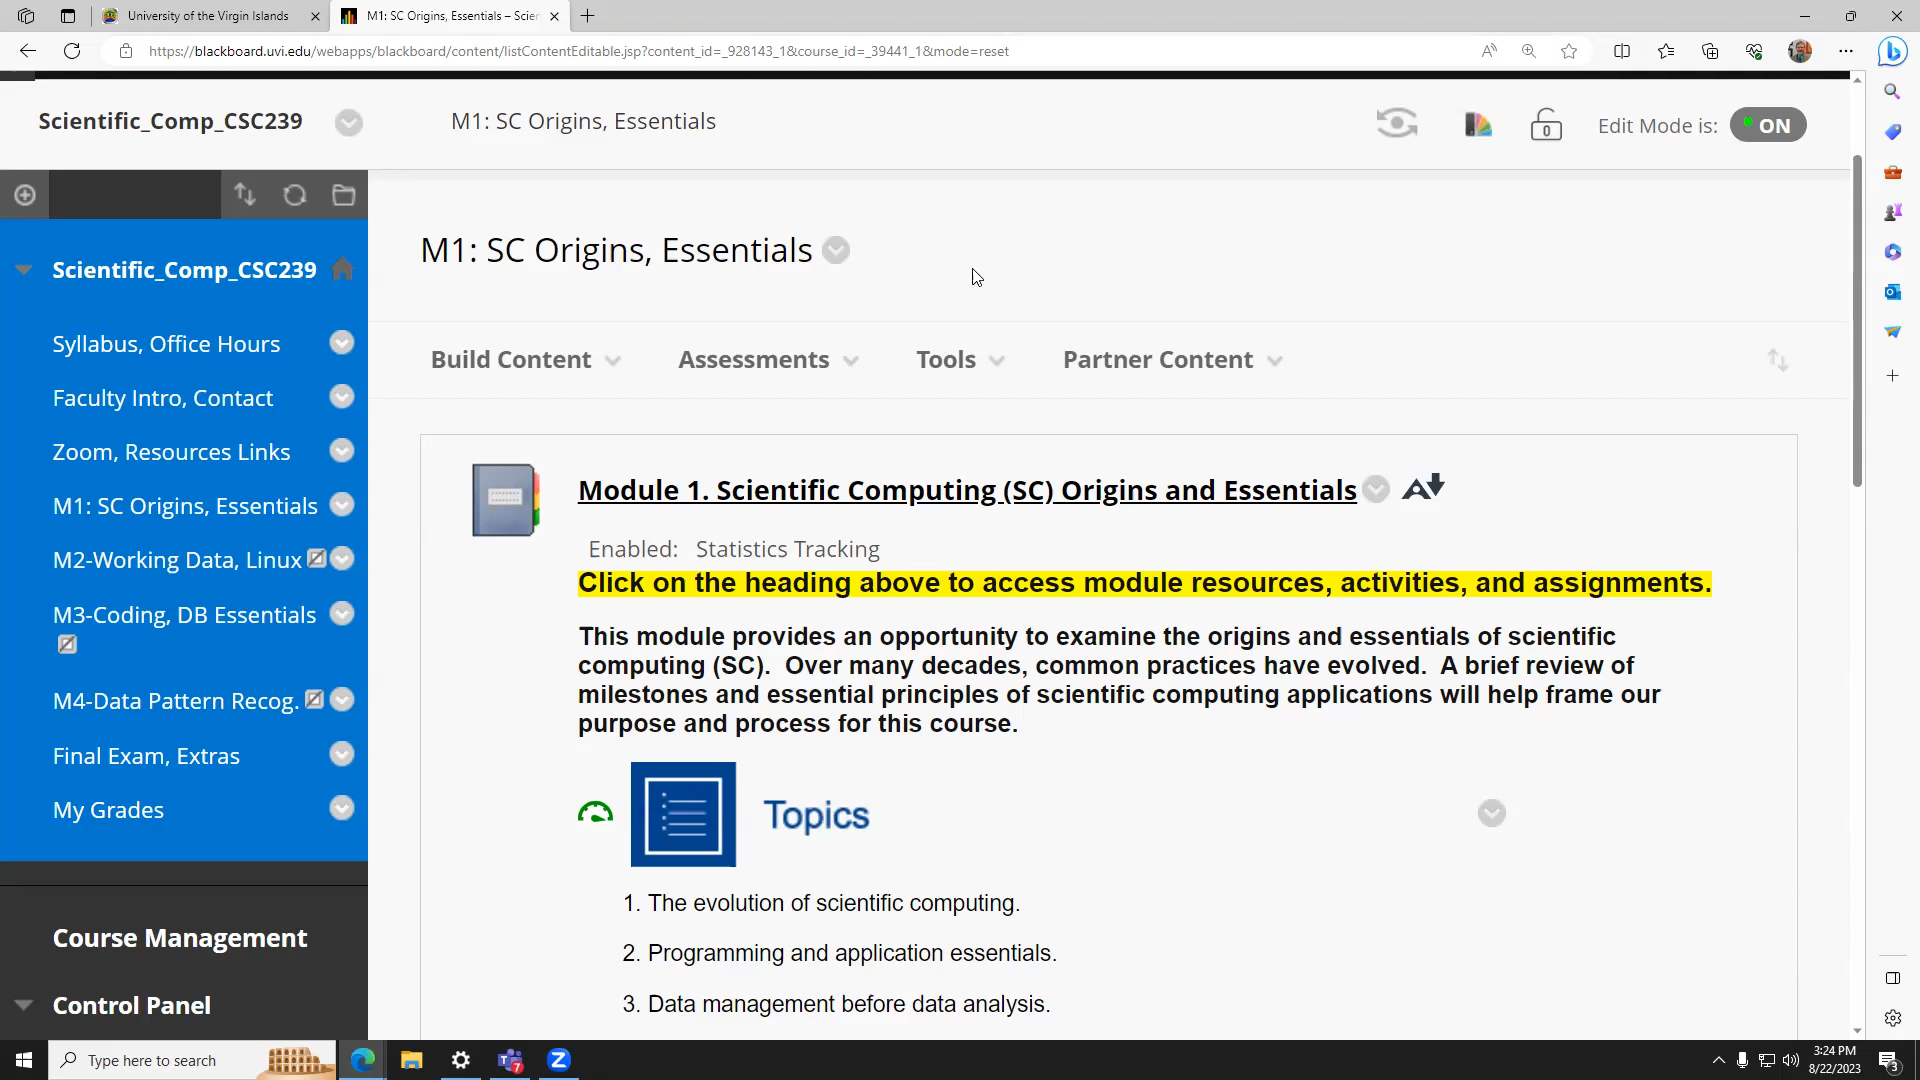 University of the Virgin Islands
M1: SC Origins, Essentials – Scien
https://blackboard.uvi.edu/webapps/blackboard/content/listContentEditable.jsp?content_id=_928143_1&course_id=_39441_1&mode=reset
Scientific_Comp_CSC239
M1: SC Origins, Essentials
0
Edit Mode is:
ON
M1: SC Origins, Essentials
Scientific_Comp_CSC239
Syllabus, Office Hours
Faculty Intro, Contact
Zoom, Resources Links
M1: SC Origins, Essentials
M2-Working Data, Linux
M3-Coding, DB Essentials
M4-Data Pattern Recog.
Final Exam, Extras
My Grades
Course Management
Control Panel
Build Content
Assessments
Tools
Partner Content
Module 1. Scientific Computing (SC) Origins and Essentials
Enabled: Statistics Tracking
Click on the heading above to access module resources, activities, and assignments.
This module provides an opportunity to examine the origins and essentials of scientific
computing (SC).  Over many decades, common practices have evolved.  A brief review of
milestones and essential principles of scientific computing applications will help frame our
purpose and process for this course.
Topics
1. The evolution of scientific computing.
2. Programming and application essentials.
3. Data management before data analysis.
Type here to search
7
3:24 PM
8/22/2023
3